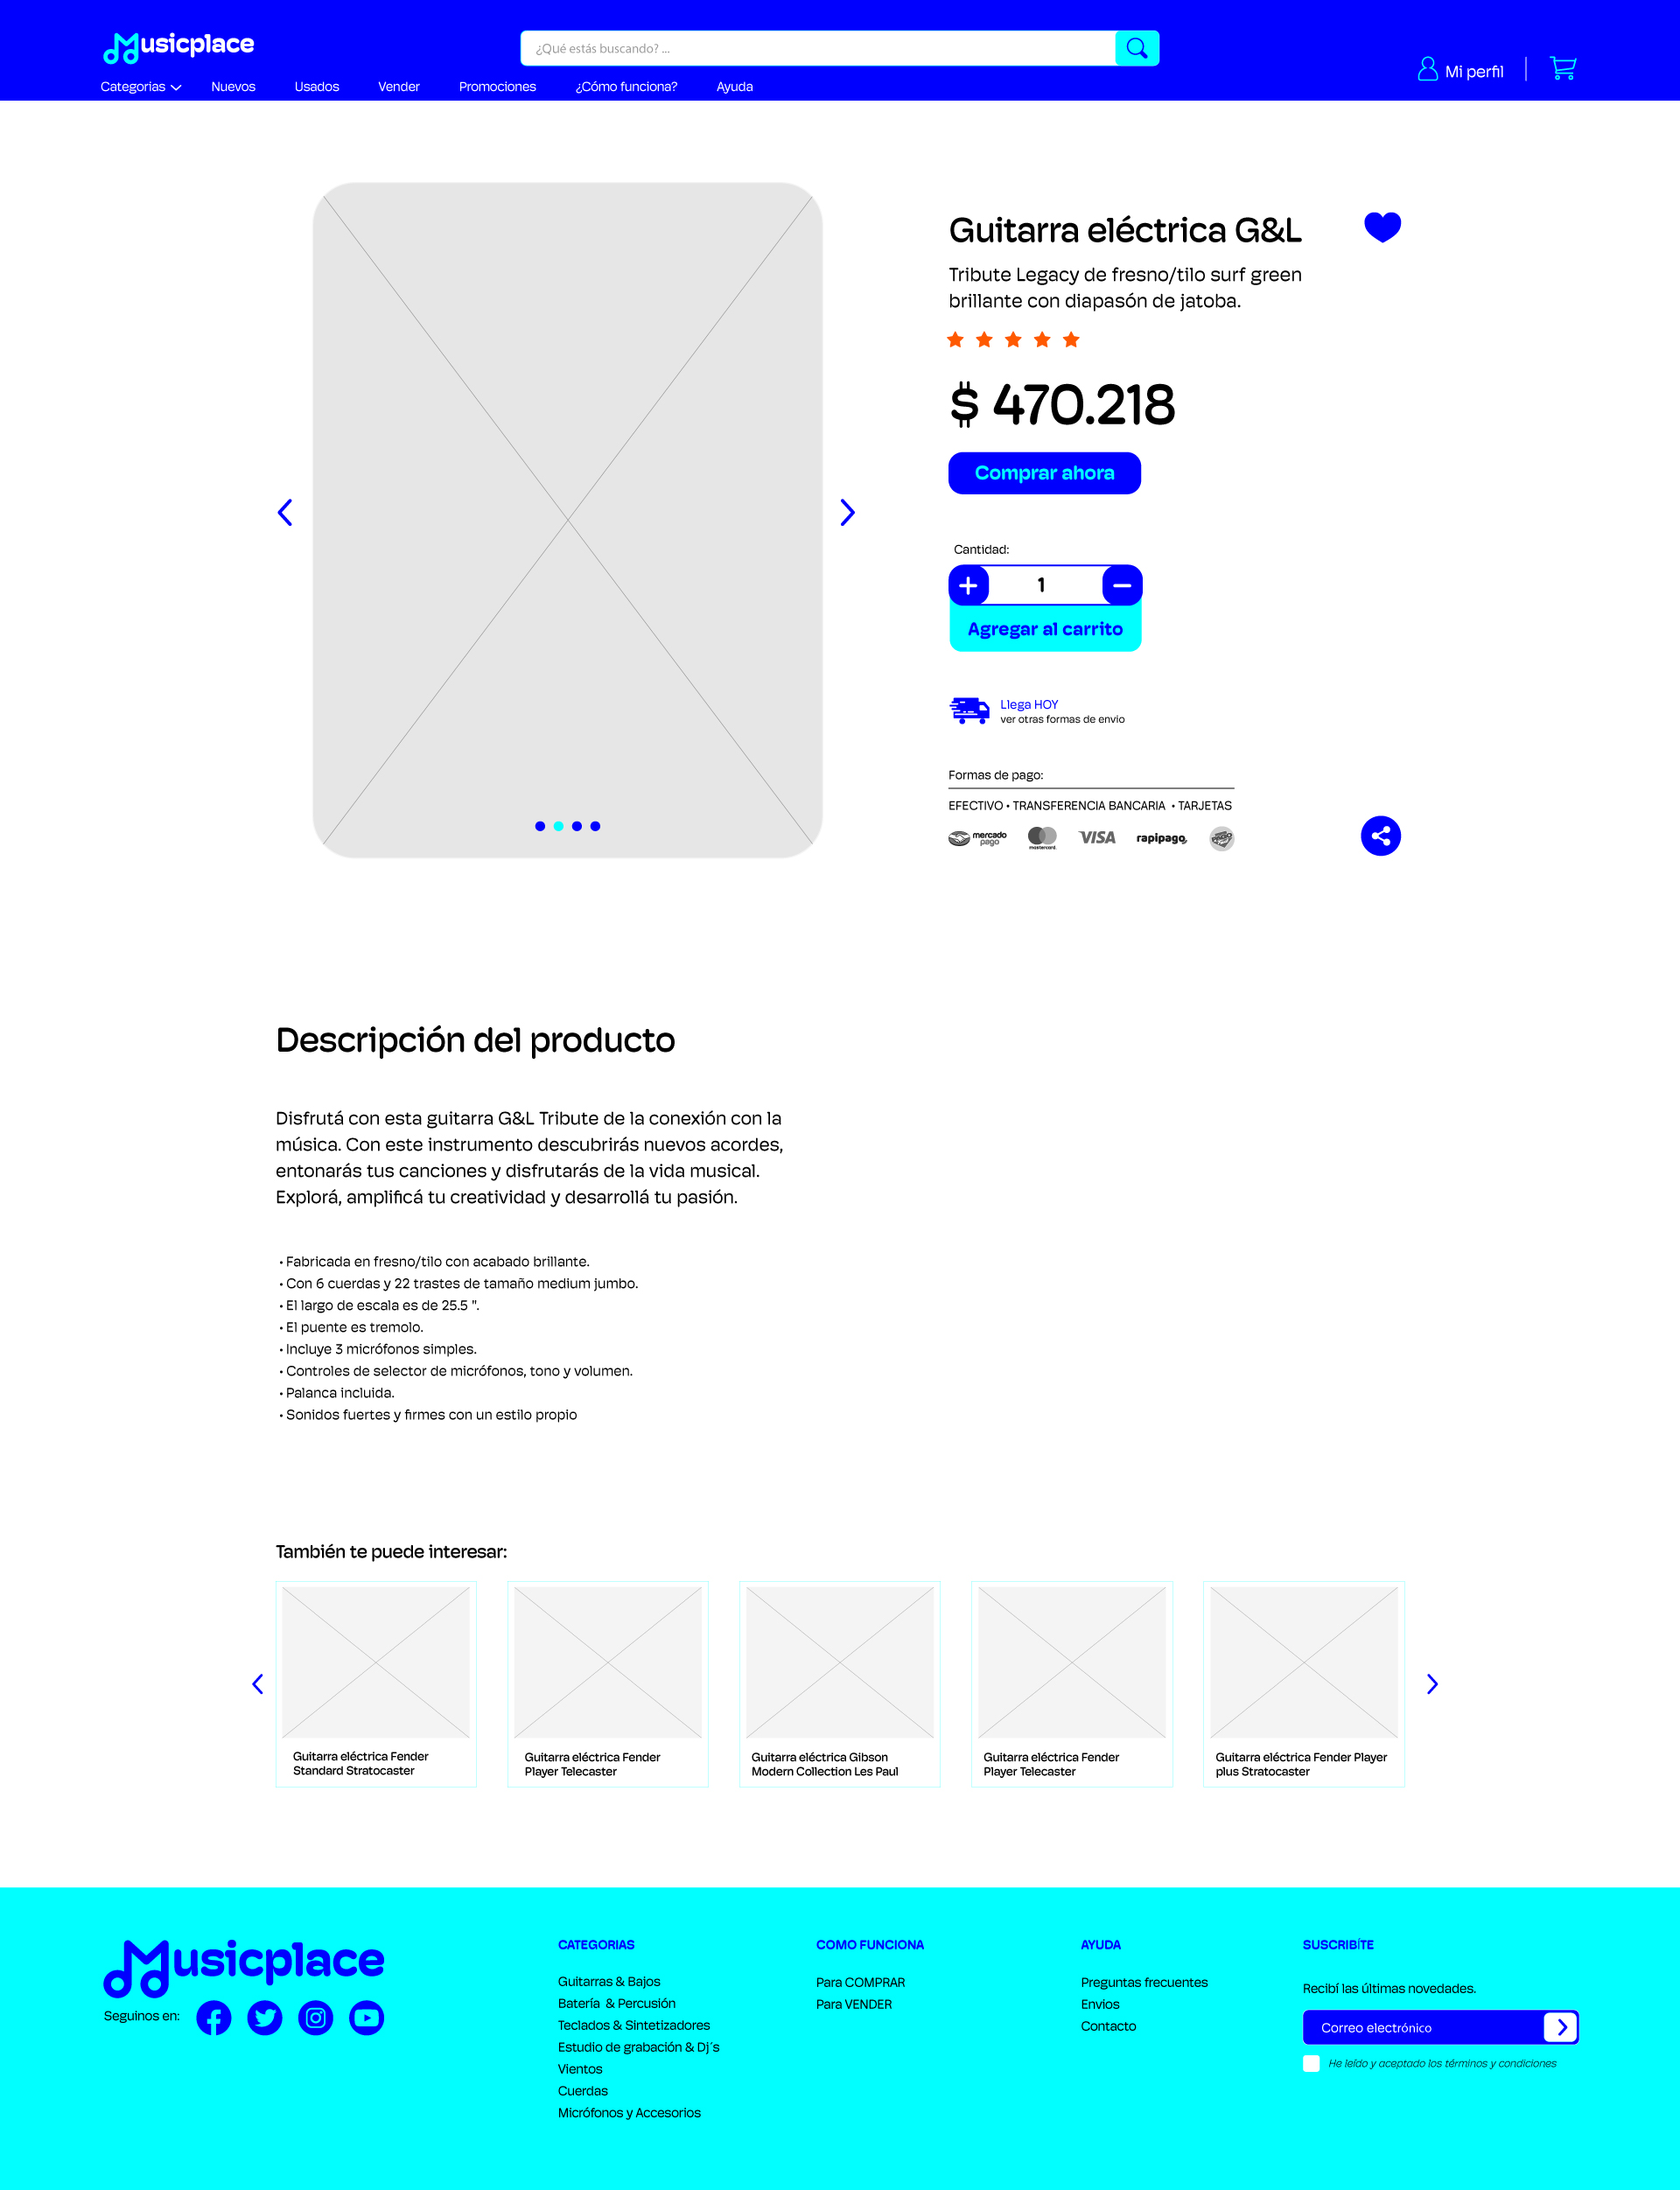 Musicplace
¿Qué estás buscando? ...
Mi perfil
Categorias
Nuevos
Usados
Vender
Promociones
¿Cómo funciona?
Ayuda
Guitarra eléctrica G&L
Tribute Legacy de fresno/tilo surf green
brillante con diapasón de jatoba.
$ 470.218
Comprar ahora
Cantidad:
1
Agregar al carrito
Llega HOY
ver otras formas de envio
Formas de pago:
EFECTIVO • TRANSFERENCIA BANCARIA • TARJETAS
mercado
pago
mastercard.
VISA
rapipago
Descripción del producto
Disfrutá con esta guitarra G&L Tribute de la conexión con la
música. Con este instrumento descubrirás nuevos acordes,
entonarás tus canciones y disfrutarás de la vida musical.
Explorá, amplificá tu creatividad y desarrollá tu pasión.
• Fabricada en fresno/tilo con acabado brillante.
• Con 6 cuerdas y 22 trastes de tamaño medium jumbo.
• El largo de escala es de 25.5 ".
• El puente es tremolo.
• Incluye 3 micrófonos simples.
• Controles de selector de micrófonos, tono y volumen.
• Palanca incluida.
• Sonidos fuertes y firmes con un estilo propio
También te puede interesar:
Guitarra eléctrica Fender
Standard Stratocaster
Guitarra eléctrica Fender
Player Telecaster
Guitarra eléctrica Gibson
Modern Collection Les Paul
Guitarra eléctrica Fender
Player Telecaster
Guitarra eléctrica Fender Player
plus Stratocaster
Musicplace
Seguinos en:
CATEGORIAS
Guitarras & Bajos
Batería & Percusión
Teclados & Sintetizadores
Estudio de grabación & Dj´s
Vientos
Cuerdas
Micrófonos y Accesorios
COMO FUNCIONA
Para COMPRAR
Para VENDER
AYUDA
Preguntas frecuentes
Envios
Contacto
SUSCRIBÍTE
Recibí las últimas novedades.
Correo electrónico
He leído y aceptado los términos y condiciones